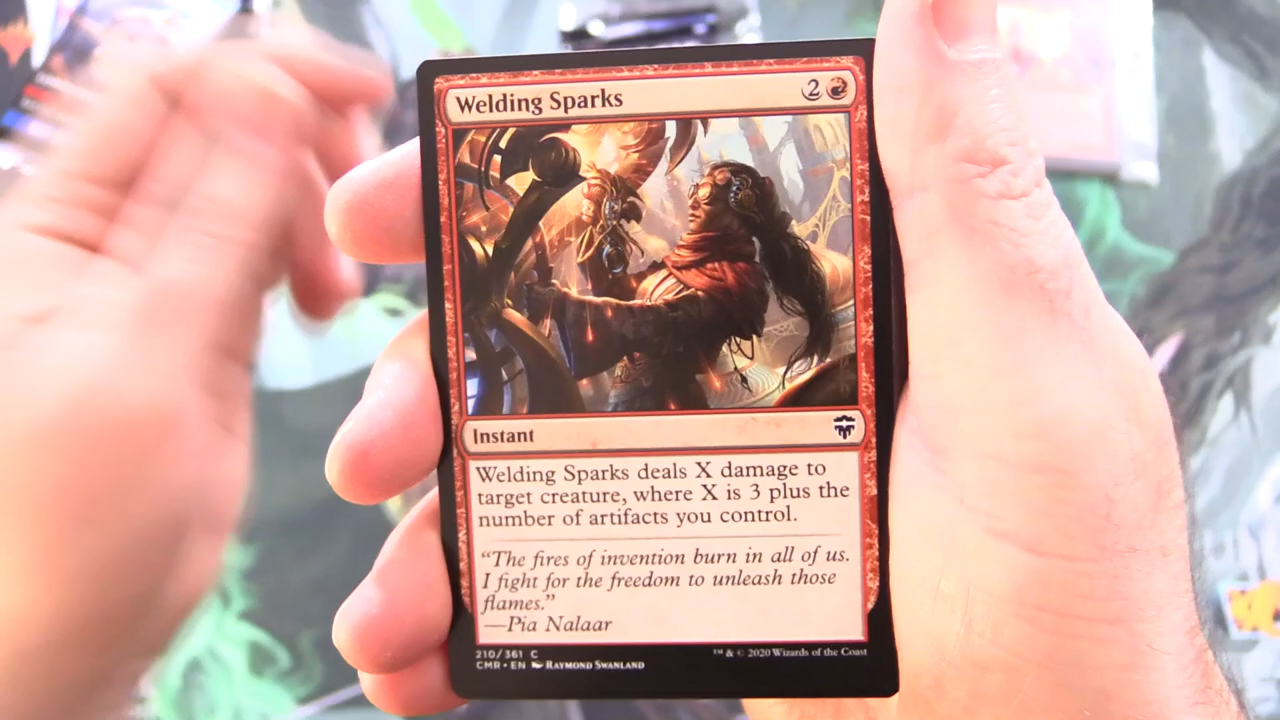 Welding Sparks 2
Instant
Welding Sparks deals X damage to
target creature, where X is 3 plus the
number of artifacts you control.
“The fires of invention burn in all of us.
I fight for the freedom to unleash those
flames.”
—Pia Nalaar
210/361 C
CMR • EN RAYMOND SWANLAND
™ & © 2020 Wizards of the Coast